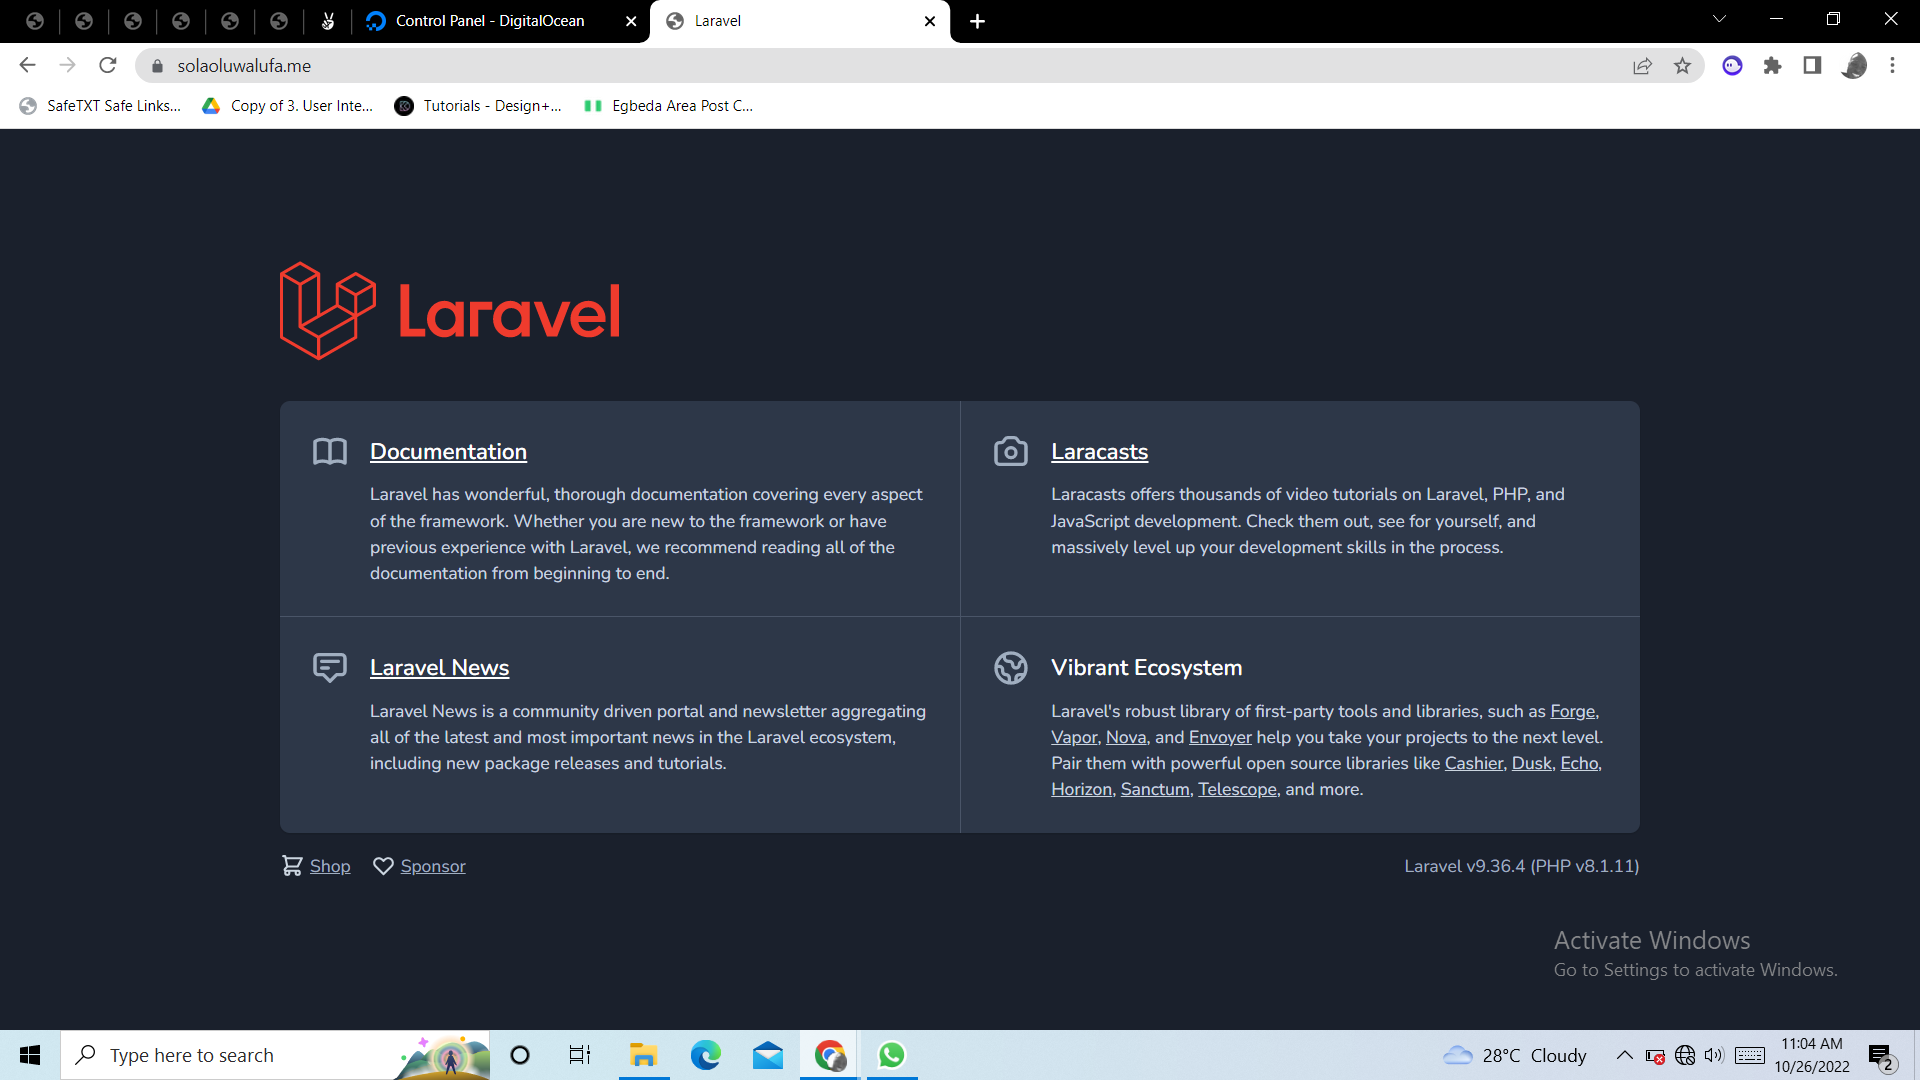 Control Panel - DigitalOcean
Laravel
solaoluwalufa.me
SafeTXT Safe Links...
Copy of 3. User Inte...
Tutorials - Design+...
Egbeda Area Post C...
Laravel
Documentation
Laravel has wonderful, thorough documentation covering every aspect
of the framework. Whether you are new to the framework or have
previous experience with Laravel, we recommend reading all of the
documentation from beginning to end.
Laracasts
Laracasts offers thousands of video tutorials on Laravel, PHP, and
JavaScript development. Check them out, see for yourself, and
massively level up your development skills in the process.
Laravel News
Laravel News is a community driven portal and newsletter aggregating
all of the latest and most important news in the Laravel ecosystem,
including new package releases and tutorials.
Vibrant Ecosystem
Laravel's robust library of first-party tools and libraries, such as Forge,
Vapor, Nova, and Envoyer help you take your projects to the next level.
Pair them with powerful open source libraries like Cashier, Dusk, Echo,
Horizon, Sanctum, Telescope, and more.
Shop
Sponsor
Laravel v9.36.4 (PHP v8.1.11)
Activate Windows
Go to Settings to activate Windows.
Type here to search
28°C Cloudy
11:04 AM
10/26/2022
2